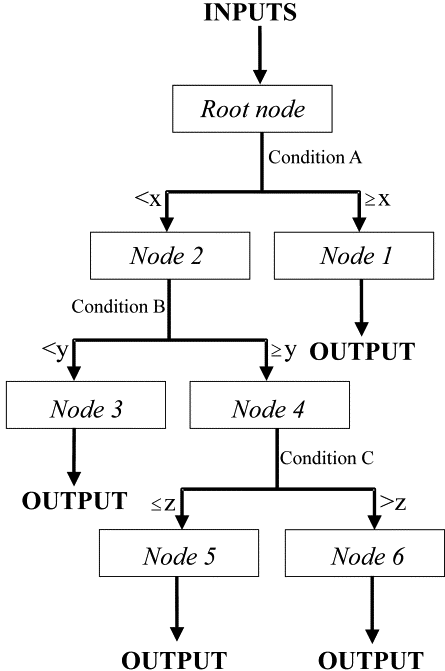 INPUTS
Root node
Condition A
<x
≥x
Node 2
Node 1
Condition B
<y
≥y
OUTPUT
Node 3
Node 4
Condition C
OUTPUT
≤z
>z
Node 5
Node 6
OUTPUT
OUTPUT